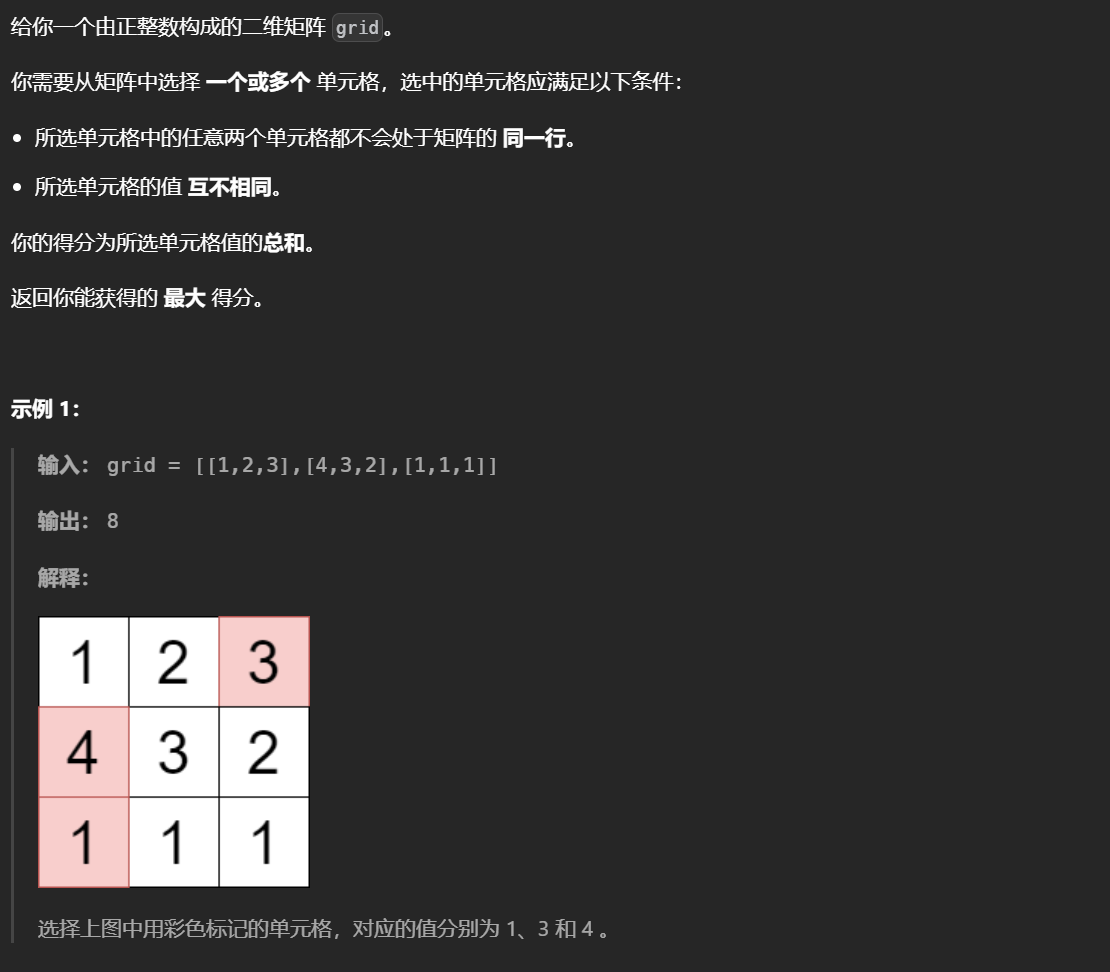 给你一个由正整数构成的二维矩阵 grid。
你需要从矩阵中选择 一个或多个 单元格，选中的单元格应满足以下条件：
• 所选单元格中的任意两个单元格都不会处于矩阵的 同一行。
• 所选单元格的值 互不相同。
你的得分为所选单元格值的总和。
返回你能获得的 最大 得分。
示例 1：
输入： grid = [[1,2,3],[4,3,2],[1,1,1]]
输出： 8
解释：
1 2 3
4 3 2
1 1 1
选择上图中用彩色标记的单元格，对应的值分别为 1、3 和 4 。